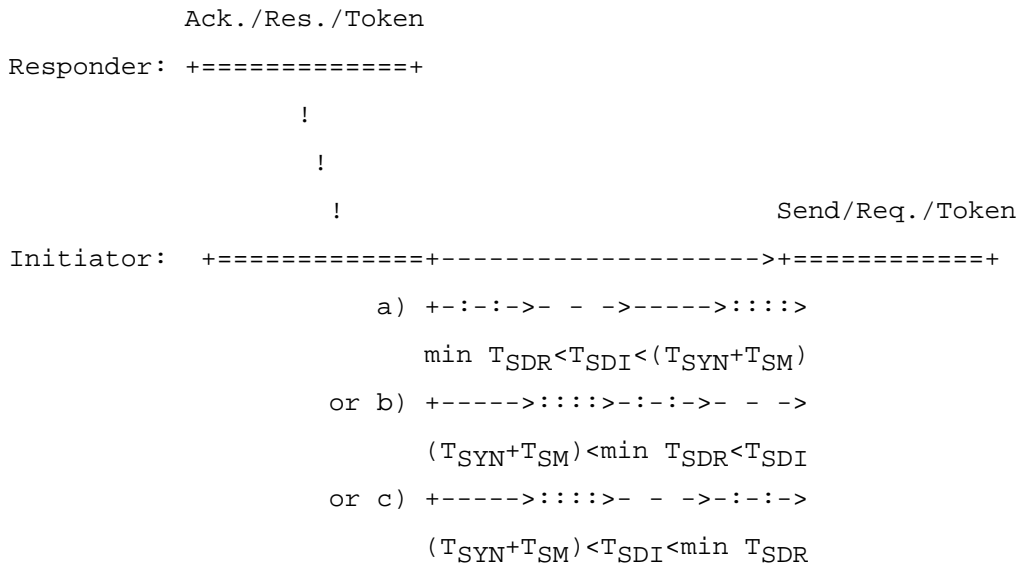 Ack./Res./Token
Responder: +=============+
!
!
!                                    Send/Req./Token
Initiator:  +=============+-------------------->+============+
a) +-:-:->- - ->----->::::>
min TSDR<TSDI<(TSYN+TSM)
or b) +----->::::>-:-:->- - ->
(TSYN+TSM)<min TSDR<TSDI
or c) +----->::::>- - ->-:-:->
(TSYN+TSM)<TSDI<min TSDR